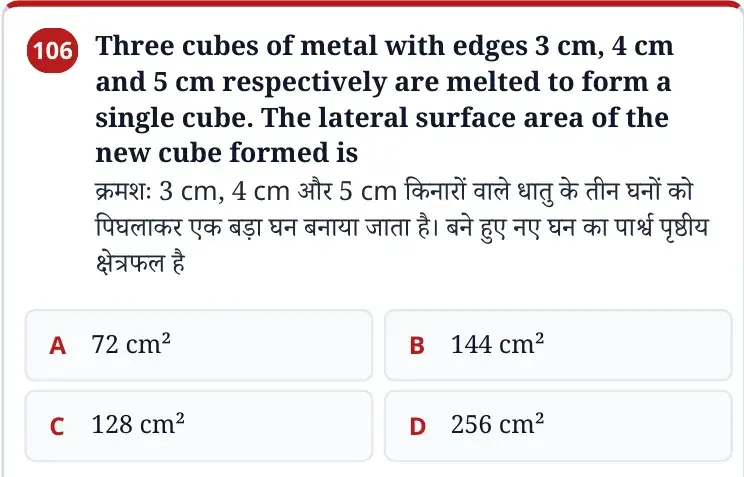 106 Three cubes of metal with edges 3 cm, 4 cm
and 5 cm respectively are melted to form a
single cube. The lateral surface area of the
new cube formed is
क्रमशः 3 cm, 4 cm और 5 cm किनारों वाले धातु के तीन घनों को
पिघलाकर एक बड़ा घन बनाया जाता है। बने हुए नए घन का पार्श्व पृष्ठीय
क्षेत्रफल है
A 72 cm²
B 144 cm²
C 128 cm²
D 256 cm²